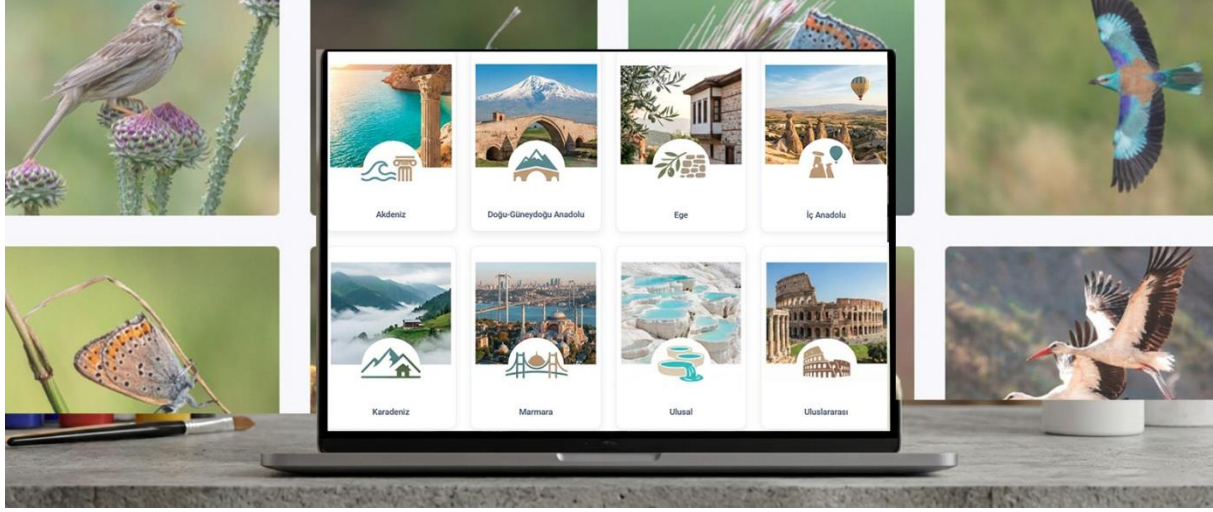 Akdeniz
Doğu-Güneydoğu Anadolu
Ege
İç Anadolu
Karadeniz
Marmara
Ulusal
Uluslararası